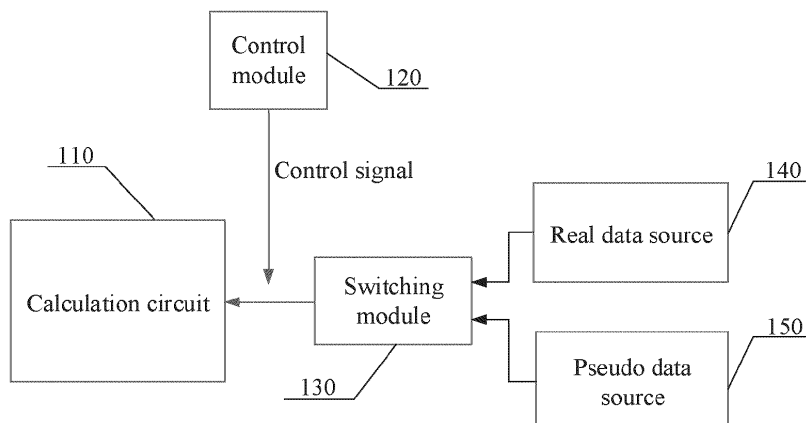 Control
module
120
110
Control signal
140
Real data source
Calculation circuit
Switching
module
150
130
Pseudo data
source